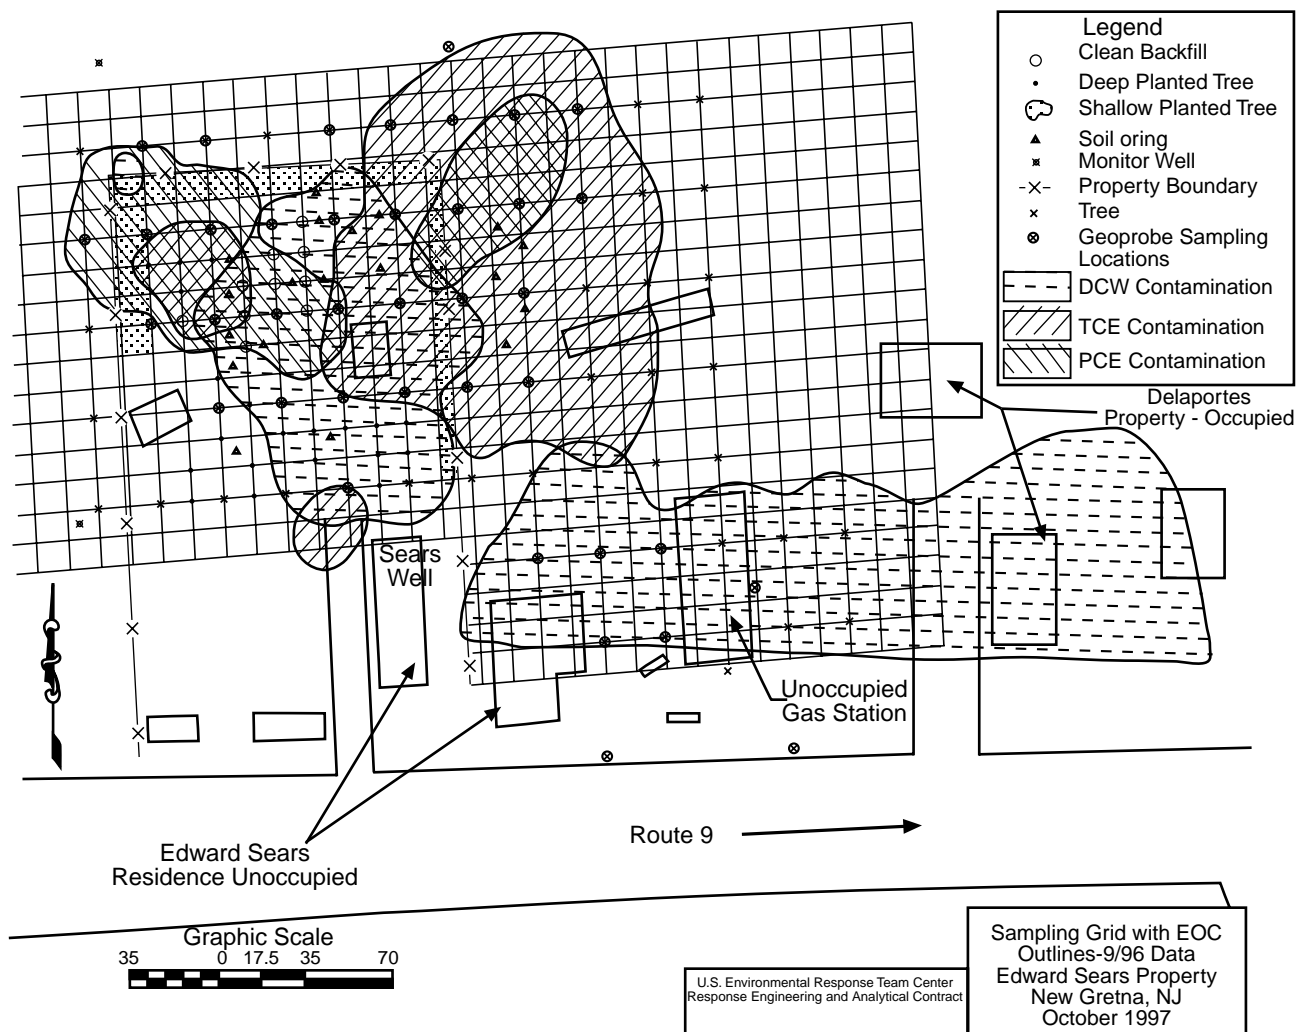 Legend
Clean Backfill
Deep Planted Tree
Shallow Planted Tree
Soil oring
Monitor Well
Property Boundary
Tree
Geoprobe Sampling
Locations
DCW Contamination
TCE Contamination
PCE Contamination
Delaportes
Property - Occupied
Sears
Well
Unoccupied
Gas Station
Edward Sears
Residence Unoccupied
Route 9
Graphic Scale
35 0 17.5 35 70
U.S. Environmental Response Team Center
Response Engineering and Analytical Contract
Sampling Grid with EOC
Outlines-9/96 Data
Edward Sears Property
New Gretna, NJ
October 1997